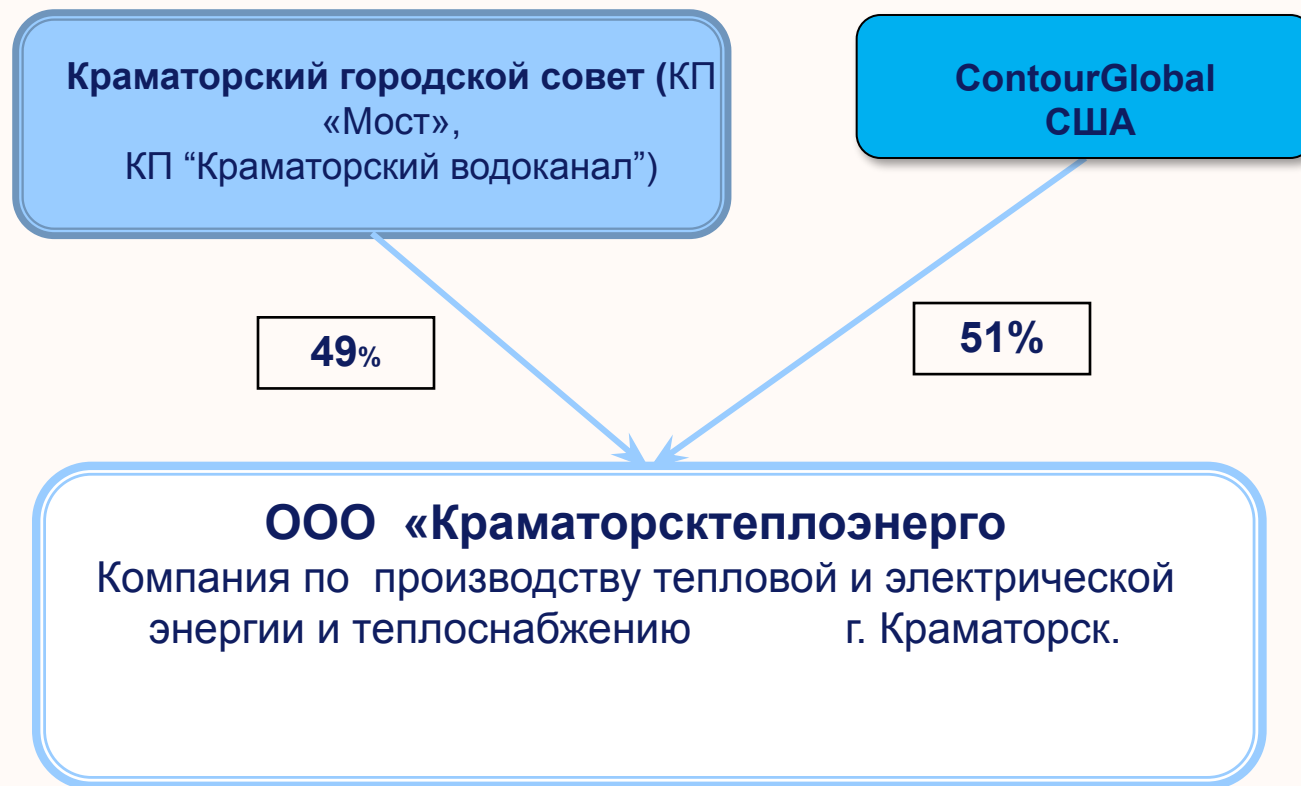 Краматорский городской совет (КП
«Мост»,
КП “Краматорский водоканал”)
ContourGlobal
США
49%
51%
ООО «Краматорсктеплоэнерго
Компания по производству тепловой и электрической
энергии и теплоснабжению г. Краматорск.